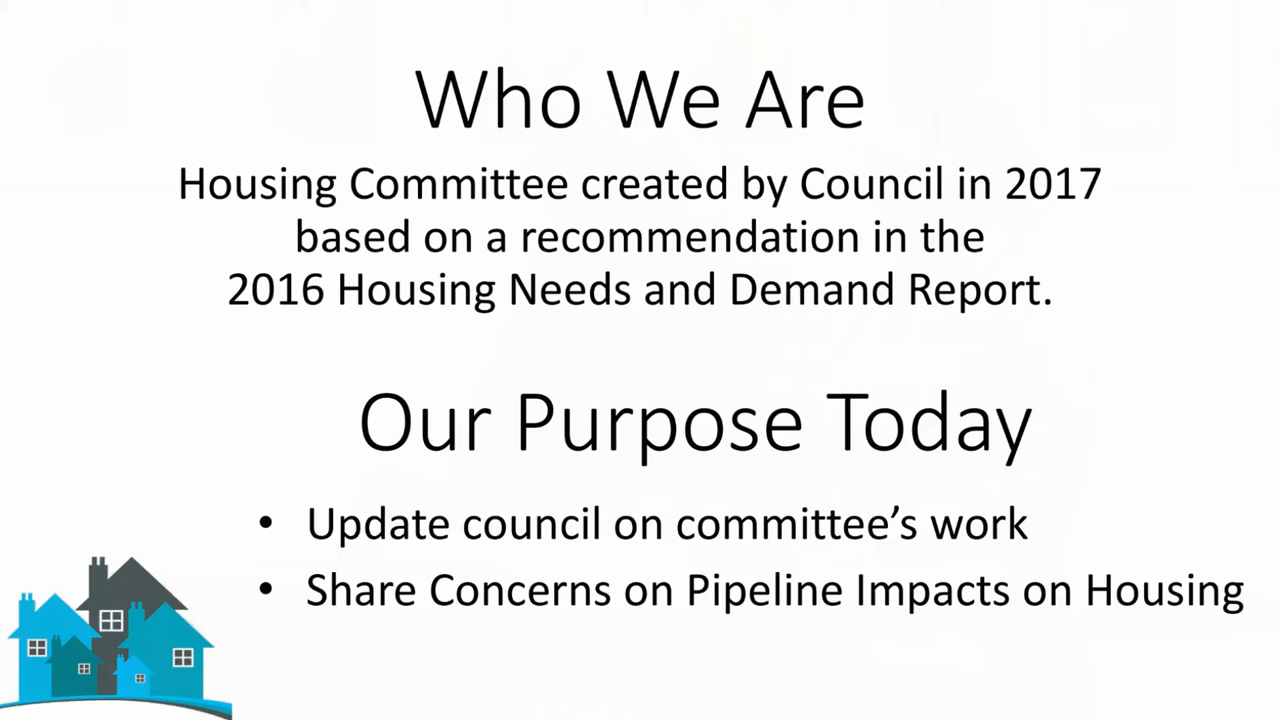 Who We Are
Housing Committee created by Council in 2017
based on a recommendation in the
2016 Housing Needs and Demand Report.
Our Purpose Today
• Update council on committee’s work
• Share Concerns on Pipeline Impacts on Housing